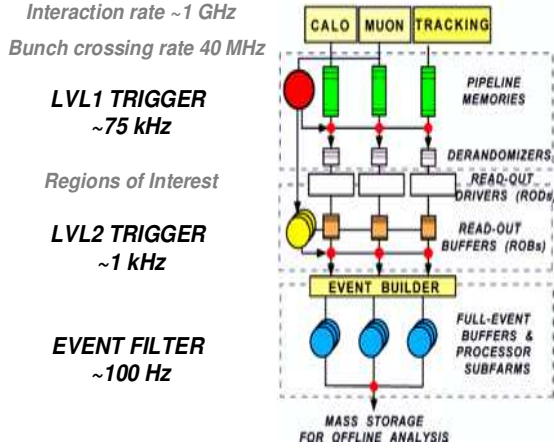 Interaction rate ~1 GHz
Bunch crossing rate 40 MHz
LVL1 TRIGGER
~75 kHz
Regions of Interest
LVL2 TRIGGER
~1 kHz
EVENT FILTER
~100 Hz
CALO MUON TRACKING
PIPELINE
MEMORIES
DERANDOMIZERS
READ-OUT
DRIVERS (RODs)
READ-OUT
BUFFERS (ROBs)
EVENT BUILDER
FULL-EVENT
BUFFERS &
PROCESSOR
SUBFARMS
MASS STORAGE
FOR OFFLINE ANALYSIS